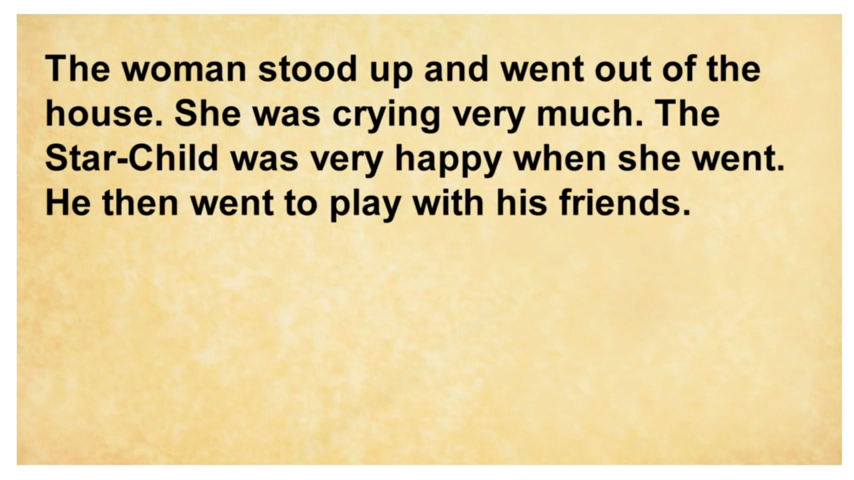 The woman stood up and went out of the
house. She was crying very much. The
Star-Child was very happy when she went.
He then went to play with his friends.